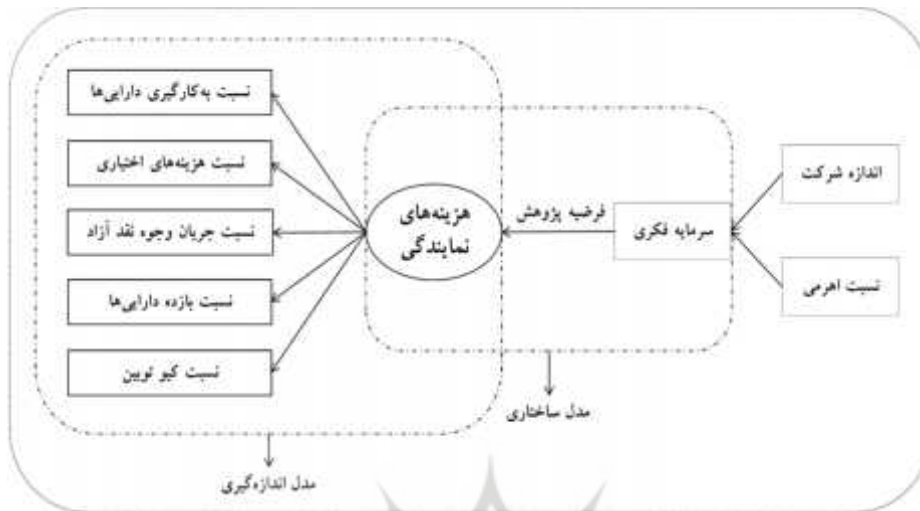 نسبت به‌کارگیری دارایی‌ها
نسبت هزینه‌های اختیاری
نسبت جریان وجوه نقد آزاد
نسبت بازده دارایی‌ها
نسبت کیو توبین
هزینه‌های
نمایندگی
فرضیه پژوهش
سرمایه فکری
اندازه شرکت
نسبت اهرمی
مدل ساختاری
مدل اندازه‌گیری